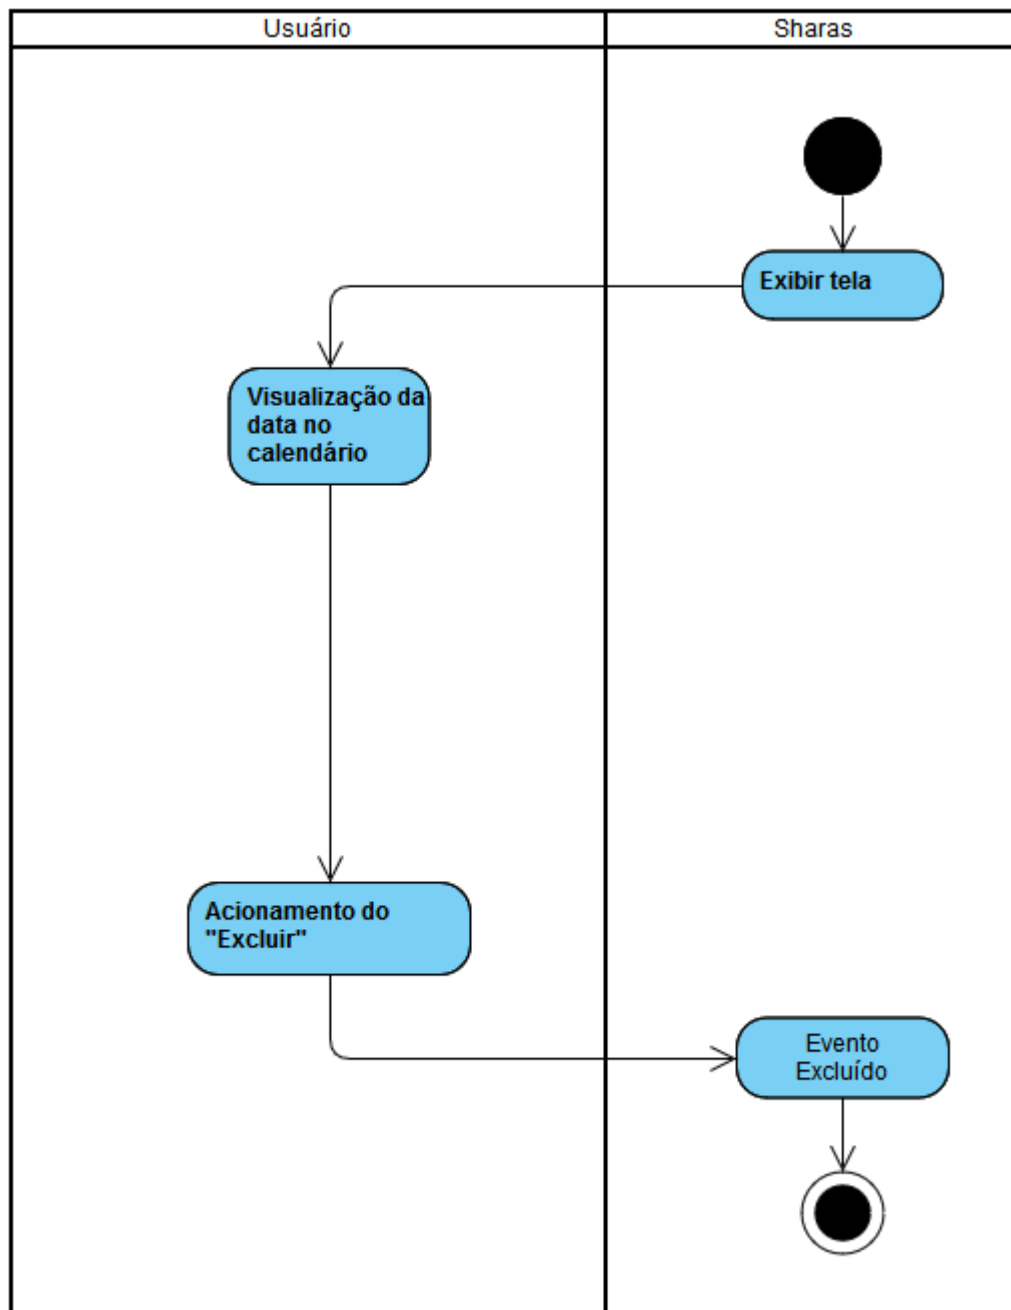 Usuário
Sharas
Exibir tela
Visualização da
data no
calendário
Acionamento do
"Excluir"
Evento
Excluído